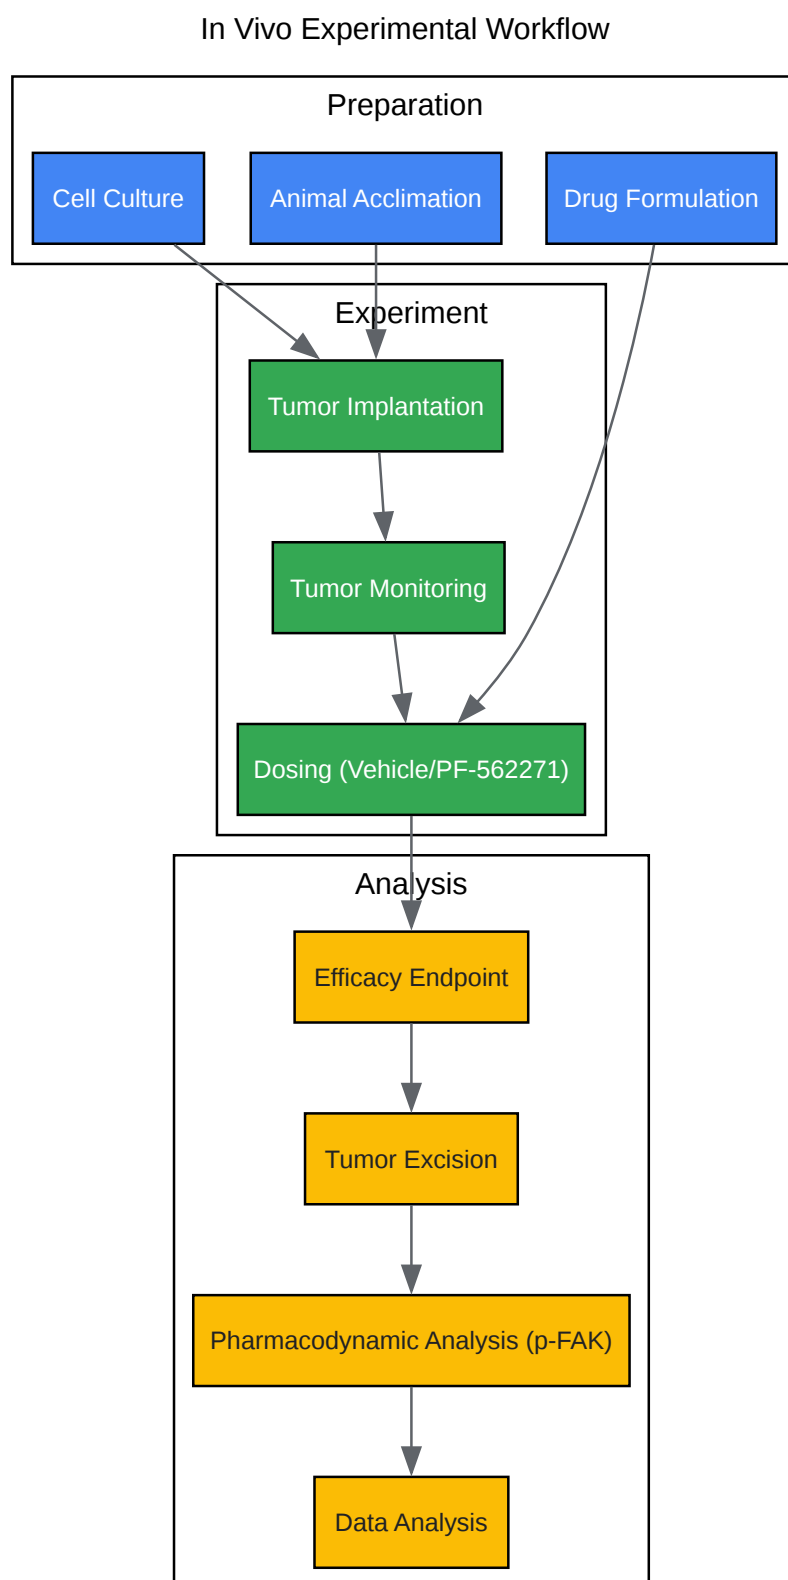 In Vivo Experimental Workflow
Preparation
Cell Culture
Animal Acclimation
Drug Formulation
Experiment
Tumor Implantation
Tumor Monitoring
Dosing (Vehicle/PF-562271)
Analysis
Efficacy Endpoint
Tumor Excision
Pharmacodynamic Analysis (p-FAK)
Data Analysis